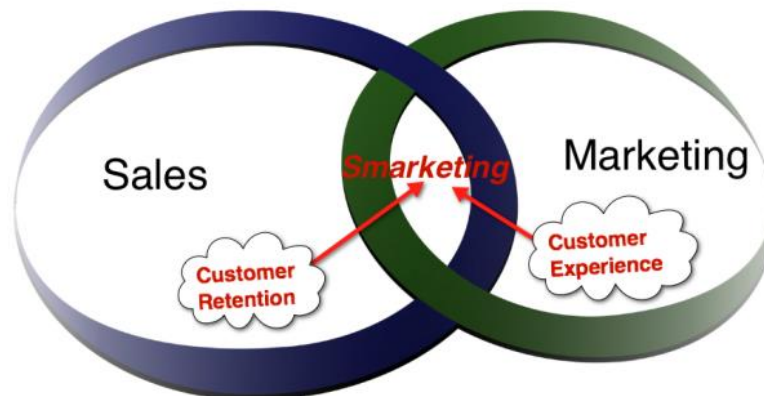 Sales
Smarketing
Marketing
Customer
Retention
Customer
Experience